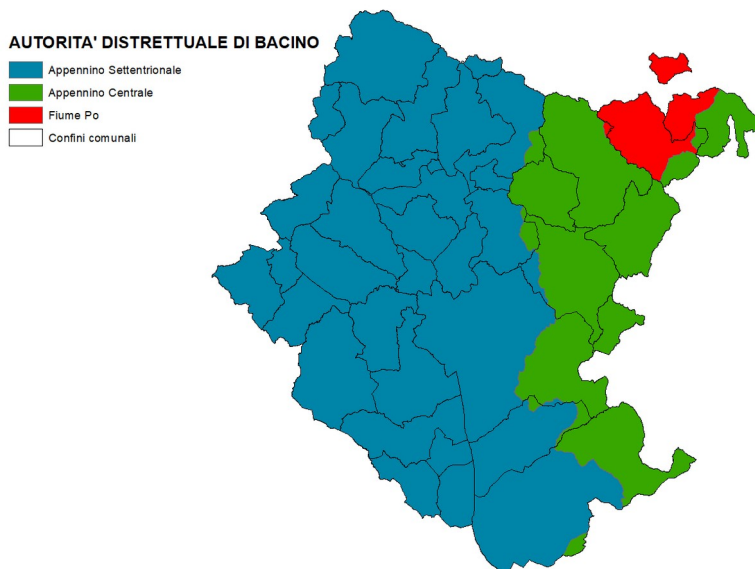 AUTORITA' DISTRETTUALE DI BACINO
Appennino Settentrionale
Appennino Centrale
Fiume Po
Confini comunali